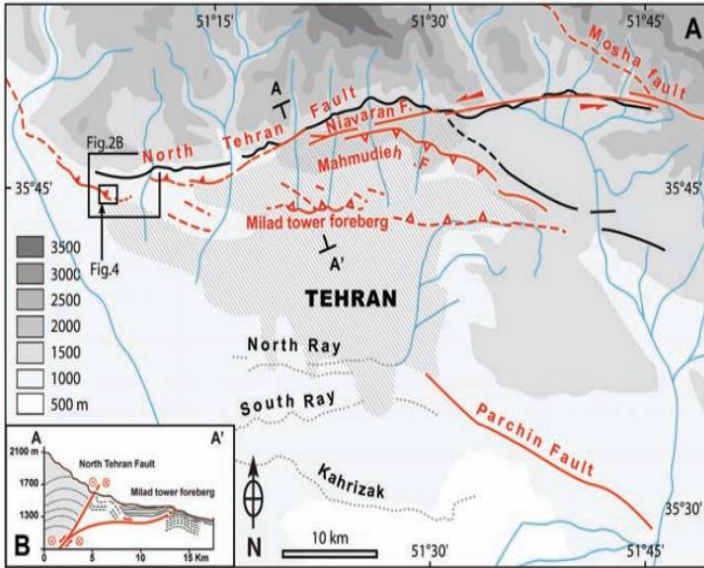 51°15'
51°30'
51°45'
A
Mosha fault
A
North Tehran Fault
Niavaran F.
Mahmudieh .F
Fig.2B
35°45'
35°45'
Milad tower foreberg
Fig.4
A'
3500
3000
2500
2000
1500
1000
500 m
TEHRAN
North Ray
South Ray
Parchin Fault
Kahrizak
35°30'
N
10 km
51°30'
51°45'
A
A'
2100 m
1700
1300
North Tehran Fault
Milad tower foreberg
B
0
5
10
15 Km